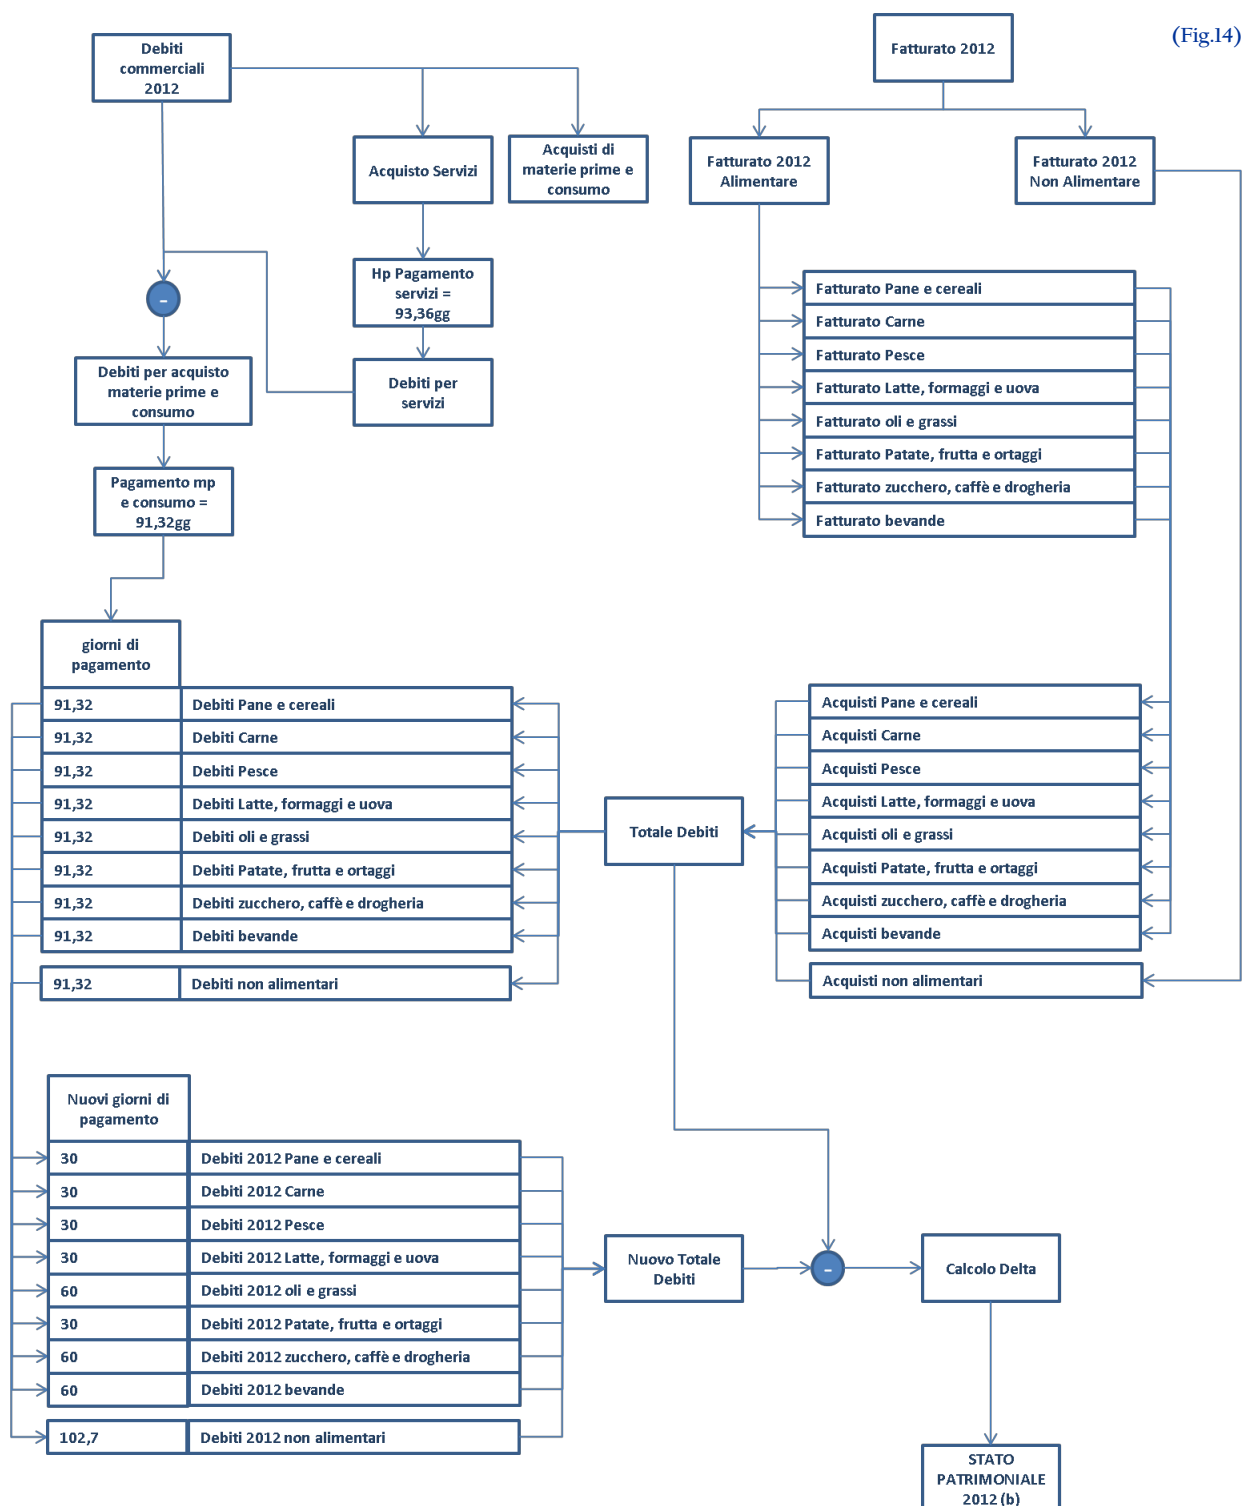 (Fig.14)
Debiti
commerciali
2012
Fatturato 2012
Acquisto Servizi
Acquisti di
materie prime e
consumo
Fatturato 2012
Alimentare
Fatturato 2012
Non Alimentare
Hp Pagamento
servizi =
93,36gg
-
Debiti per acquisto
materie prime e
consumo
Debiti per
servizi
Pagamento mp
e consumo =
91,32gg
Fatturato Pane e cereali
Fatturato Carne
Fatturato Pesce
Fatturato Latte, formaggi e uova
Fatturato oli e grassi
Fatturato Patate, frutta e ortaggi
Fatturato zucchero, caffè e drogheria
Fatturato bevande
giorni di
pagamento
91,32 Debiti Pane e cereali
91,32 Debiti Carne
91,32 Debiti Pesce
91,32 Debiti Latte, formaggi e uova
91,32 Debiti oli e grassi
91,32 Debiti Patate, frutta e ortaggi
91,32 Debiti zucchero, caffè e drogheria
91,32 Debiti bevande
91,32 Debiti non alimentari
Totale Debiti
Acquisti Pane e cereali
Acquisti Carne
Acquisti Pesce
Acquisti Latte, formaggi e uova
Acquisti oli e grassi
Acquisti Patate, frutta e ortaggi
Acquisti zucchero, caffè e drogheria
Acquisti bevande
Acquisti non alimentari
Nuovi giorni di
pagamento
30 Debiti 2012 Pane e cereali
30 Debiti 2012 Carne
30 Debiti 2012 Pesce
30 Debiti 2012 Latte, formaggi e uova
60 Debiti 2012 oli e grassi
30 Debiti 2012 Patate, frutta e ortaggi
60 Debiti 2012 zucchero, caffè e drogheria
60 Debiti 2012 bevande
102,7 Debiti 2012 non alimentari
Nuovo Totale
Debiti
-
Calcolo Delta
STATO
PATRIMONIALE
2012 (b)